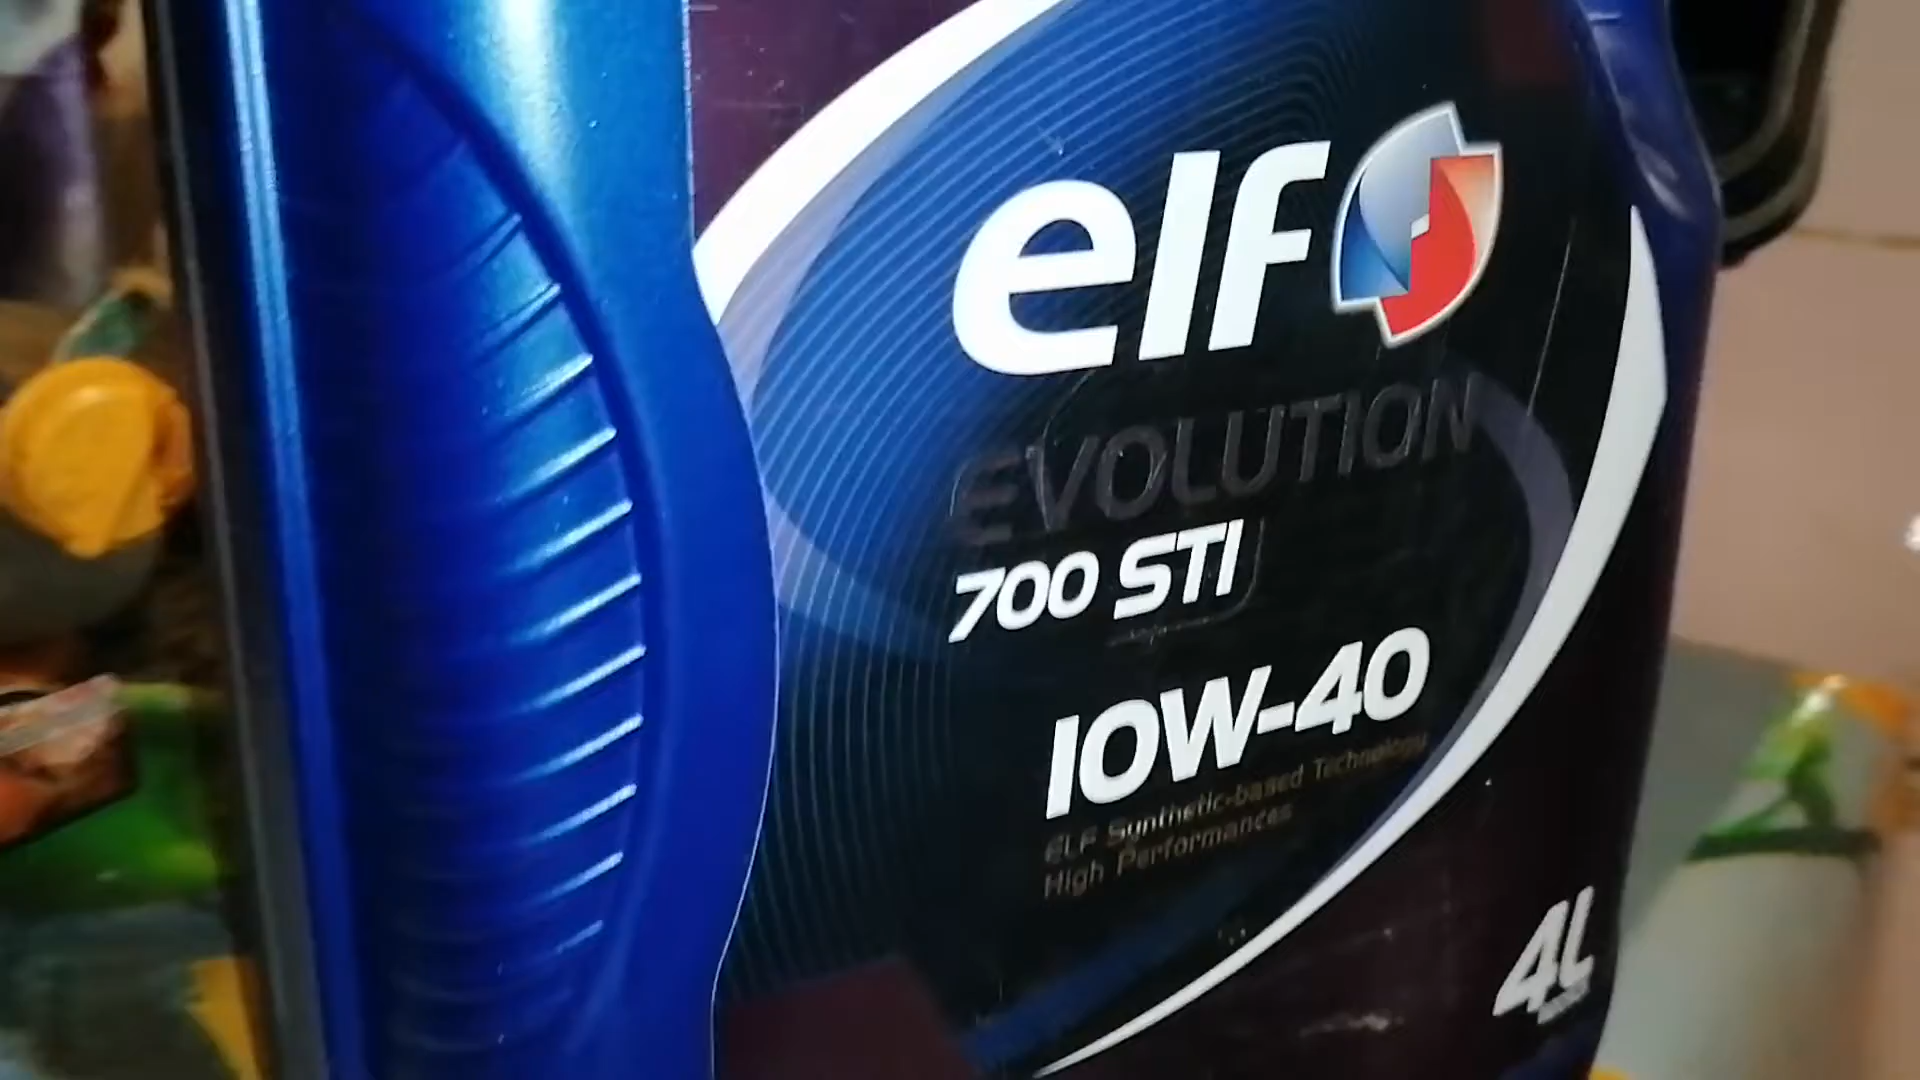 elf
EVOLUTION
700 STI
10W-40
ELF Synthetic-based Technology
High Performances
4L